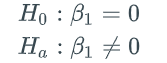 H₀ : β₁ = 0
Hₐ : β₁ ≠ 0